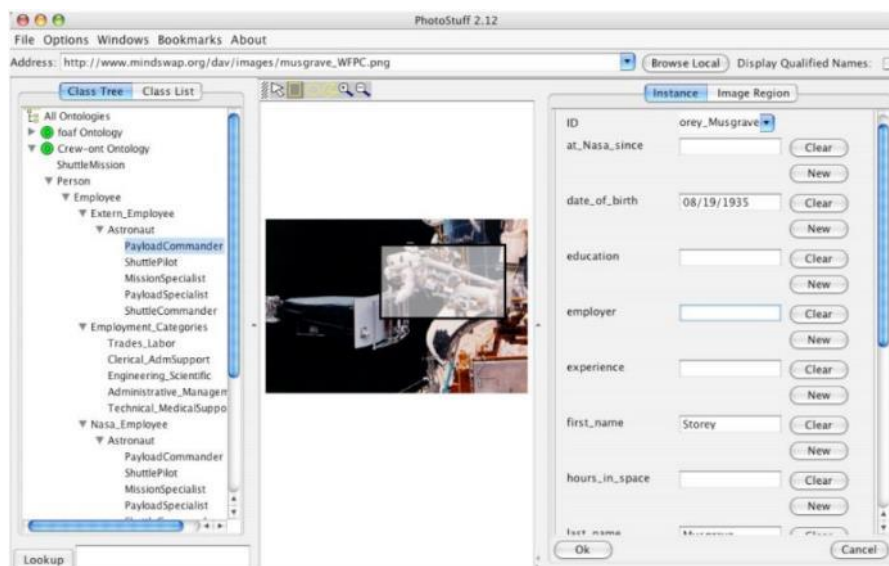 PhotoStuff 2.12
File Options Windows Bookmarks About
Address: http://www.mindswap.org/dav/images/musgrave_WFPC.png
Browse Local
Display Qualified Names:
Class Tree
Class List
All Ontologies
foaf Ontology
Crew-ont Ontology
ShuttleMission
Person
Employee
Extern_Employee
Astronaut
PayloadCommander
ShuttlePilot
MissionSpecialist
PayloadSpecialist
ShuttleCommander
Employment_Categories
Trades_Labor
Clerical_AdmSupport
Engineering_Scientific
Administrative_Managem
Technical_MedicalSuppo
Nasa_Employee
Astronaut
PayloadCommander
ShuttlePilot
MissionSpecialist
PayloadSpecialist
Lookup
Instance
Image Region
ID orey_Musgrave
at_Nasa_since Clear
New
date_of_birth 08/19/1935 Clear
New
education Clear
New
employer Clear
New
experience Clear
New
first_name Storey Clear
New
hours_in_space Clear
New
last_name Musgrave Clear
Ok Cancel